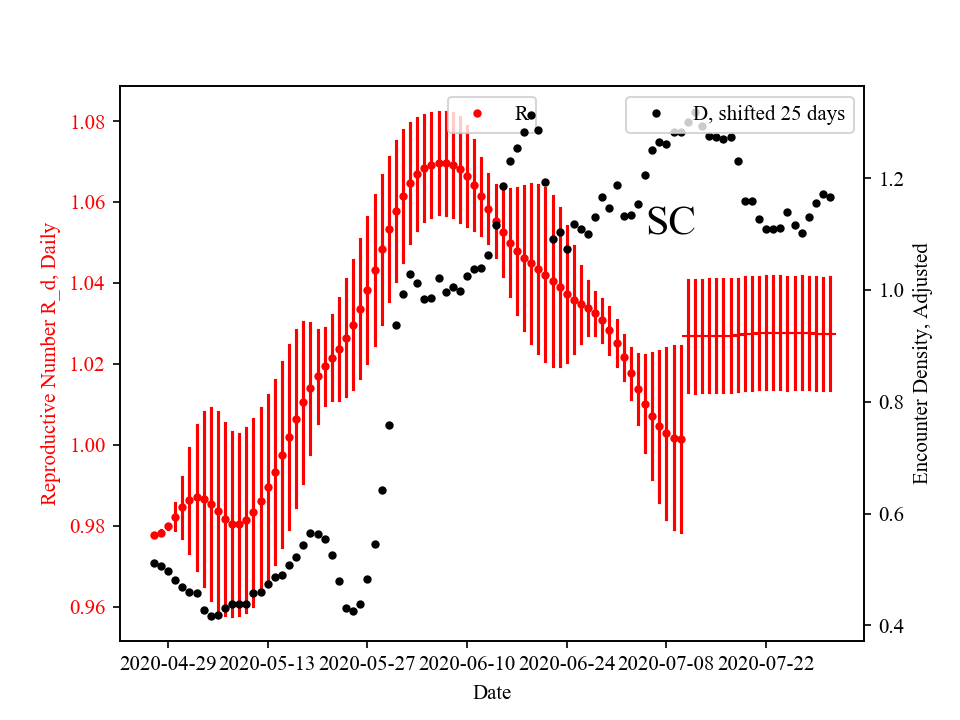 R
D, shifted 25 days
SC
1.08
1.06
1.04
1.02
1.00
0.98
0.96
Reproductive Number R_d, Daily
1.2
1.0
0.8
0.6
0.4
Encounter Density, Adjusted
2020-04-29 2020-05-13 2020-05-27 2020-06-10 2020-06-24 2020-07-08 2020-07-22
Date